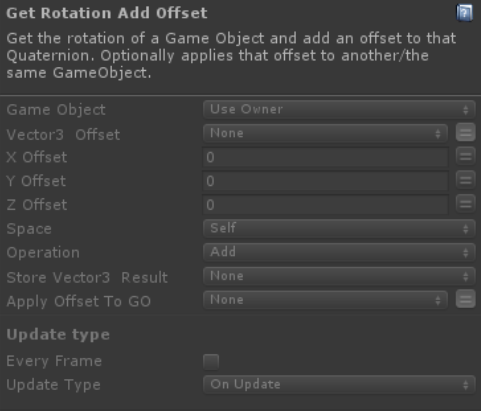 Get Rotation Add Offset
Get the rotation of a Game Object and add an offset to that
Quaternion. Optionally applies that offset to another/the
same GameObject.
Game Object Use Owner
Vector3 Offset None
X Offset 0
Y Offset 0
Z Offset 0
Space Self
Operation Add
Store Vector3 Result None
Apply Offset To GO None
Update type
Every Frame
Update Type On Update